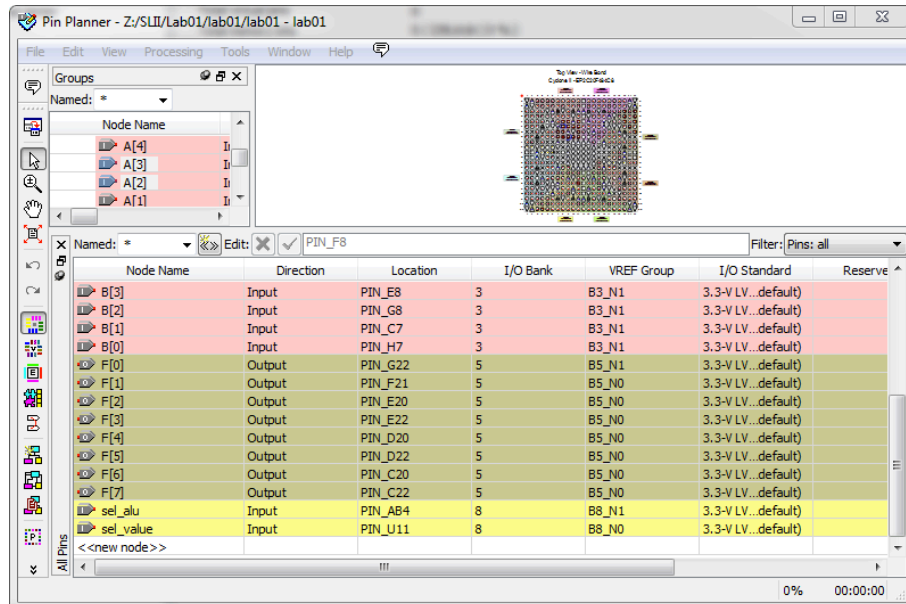 Pin Planner - Z:/SLII/Lab01/lab01/lab01 - lab01
File Edit View Processing Tools Window Help
Groups
Named: *
Node Name
A[4] I
A[3] I
A[2] I
A[1] I
Top View - Wire Bond
Named: * Edit: PIN_F8 Filter: Pins: all
Node Name Direction Location I/O Bank VREF Group I/O Standard Reserve
B[3] Input PIN_E8 3 B3_N1 3.3-V LV...default)
B[2] Input PIN_G8 3 B3_N1 3.3-V LV...default)
B[1] Input PIN_C7 3 B3_N1 3.3-V LV...default)
B[0] Input PIN_H7 3 B3_N1 3.3-V LV...default)
F[0] Output PIN_G22 5 B5_N1 3.3-V LV...default)
F[1] Output PIN_F21 5 B5_N0 3.3-V LV...default)
F[2] Output PIN_E20 5 B5_N0 3.3-V LV...default)
F[3] Output PIN_E22 5 B5_N0 3.3-V LV...default)
F[4] Output PIN_D20 5 B5_N0 3.3-V LV...default)
F[5] Output PIN_D22 5 B5_N0 3.3-V LV...default)
F[6] Output PIN_C20 5 B5_N0 3.3-V LV...default)
F[7] Output PIN_C22 5 B5_N0 3.3-V LV...default)
sel_alu Input PIN_AB4 8 B8_N1 3.3-V LV...default)
sel_value Input PIN_U11 8 B8_N0 3.3-V LV...default)
<<new node>>
All Pins
0% 00:00:00